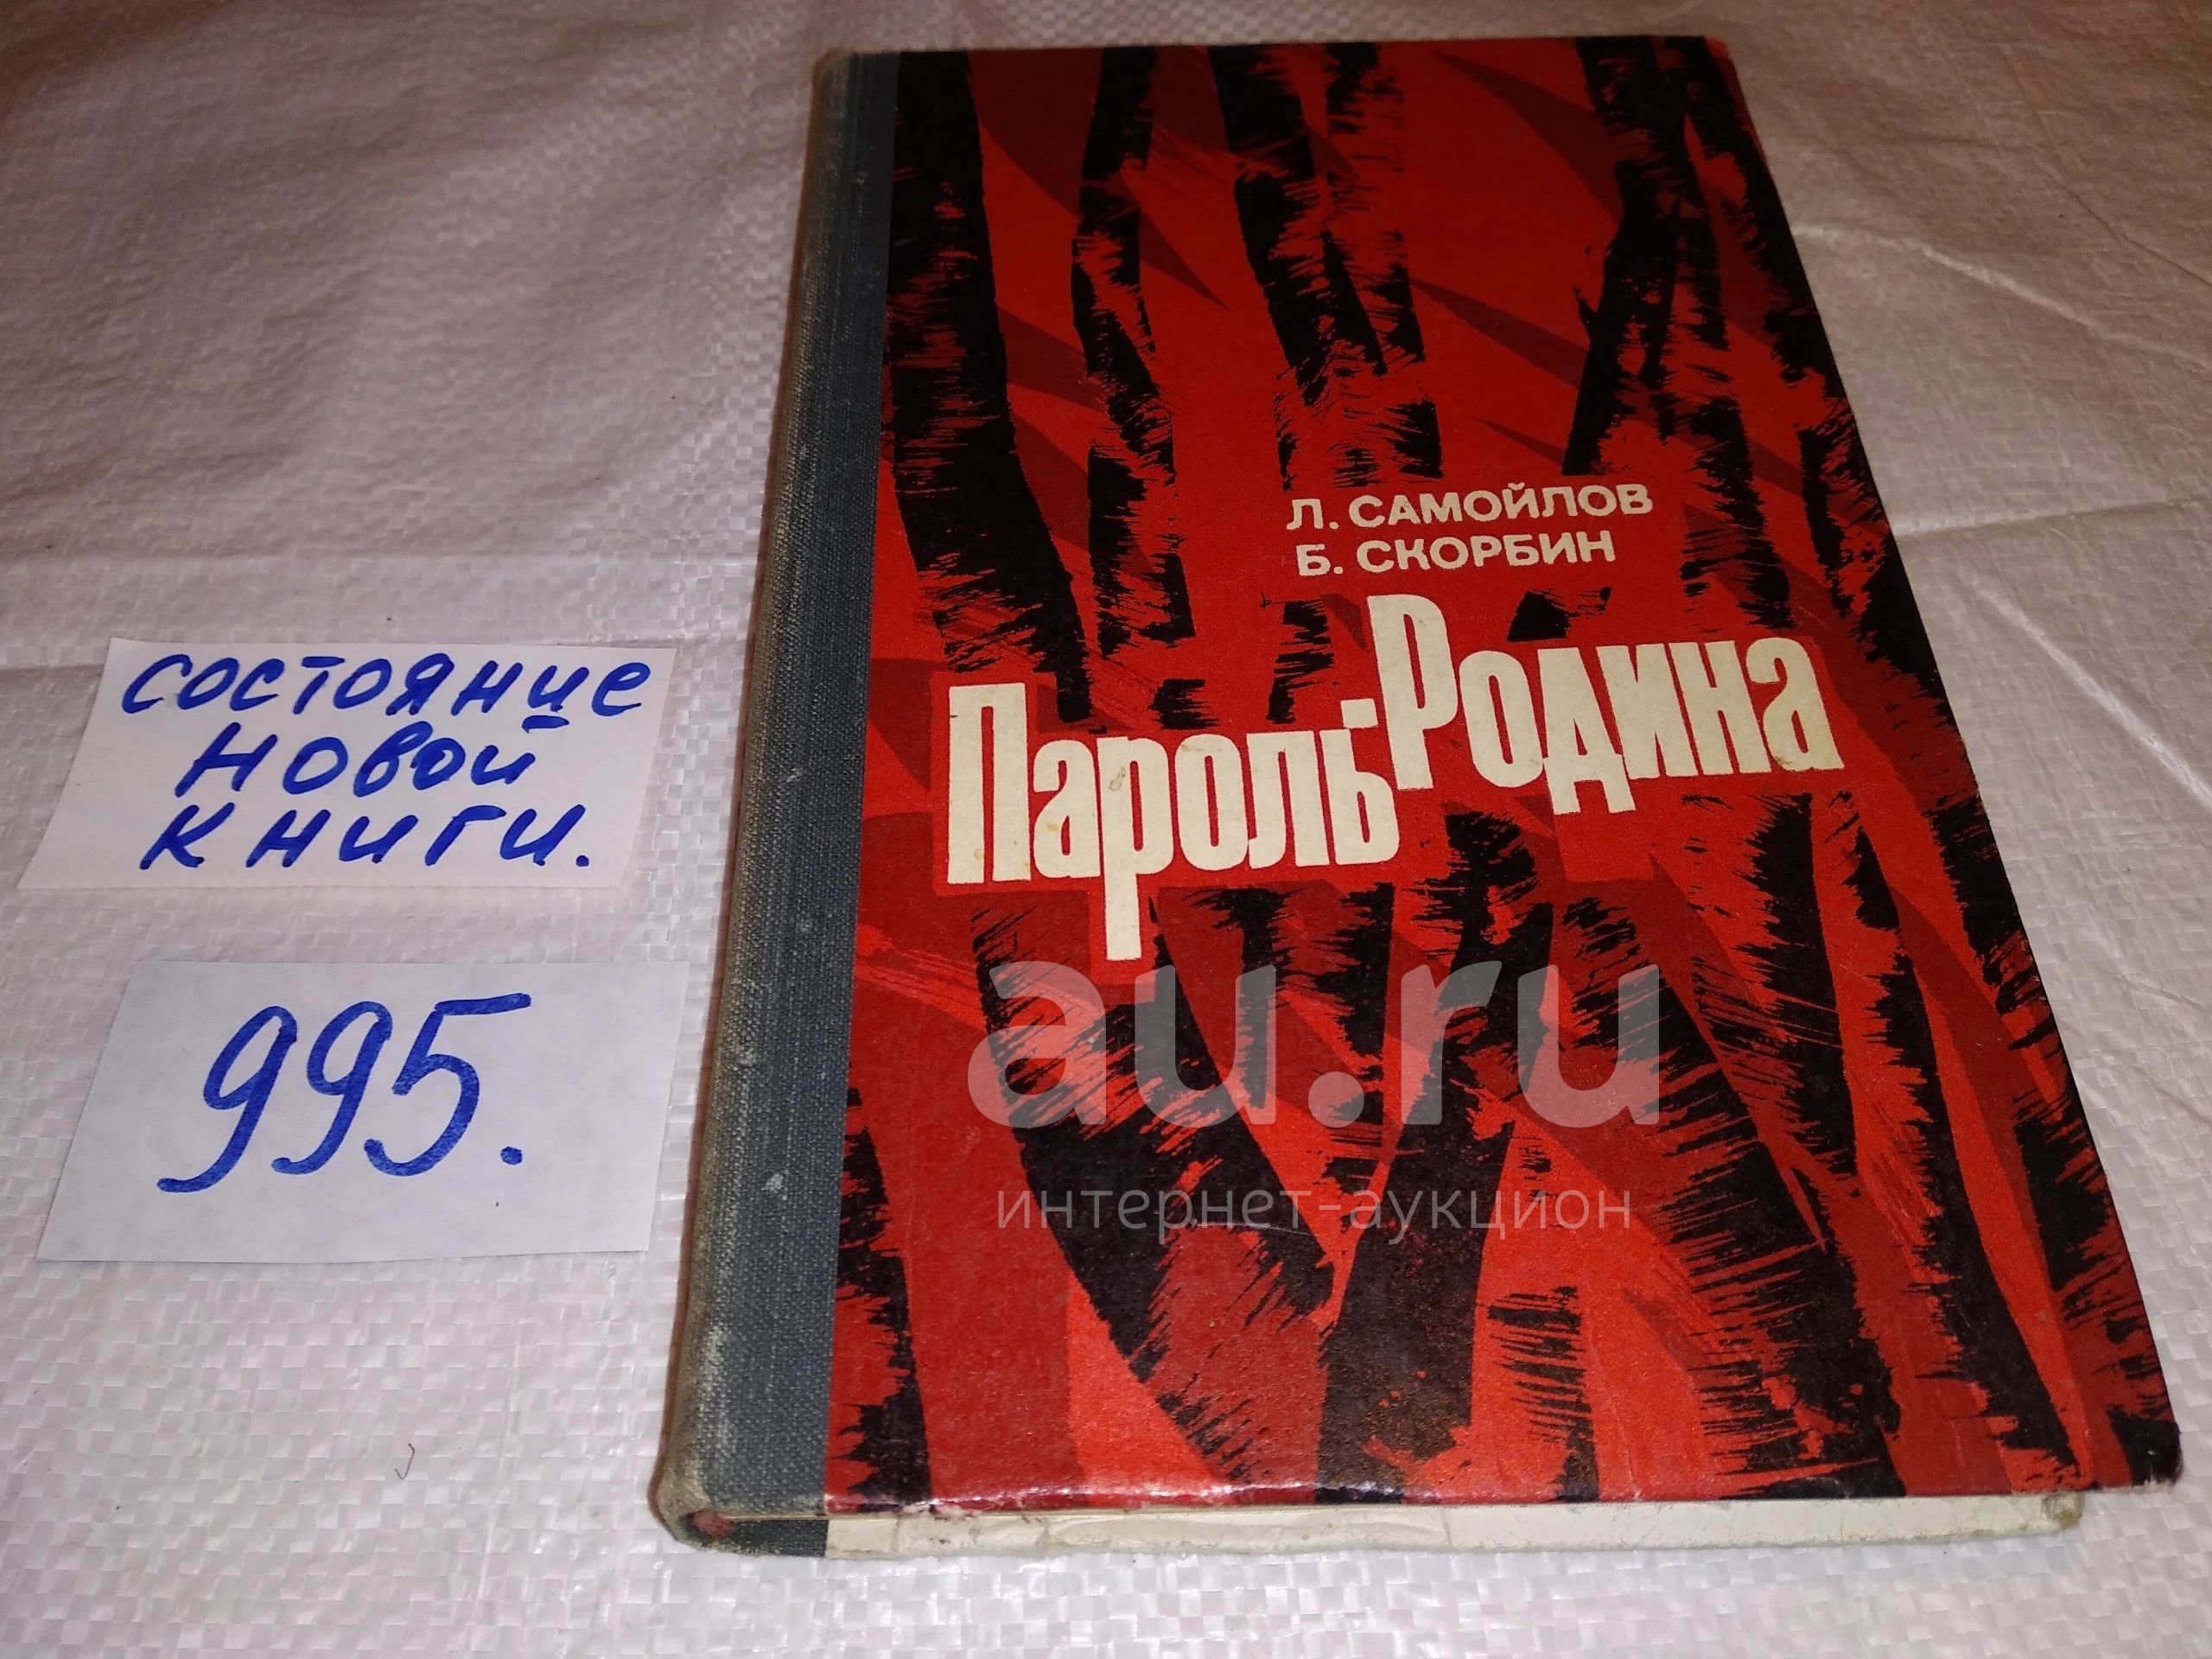 состояние
новой
книги.
995.
Л. САМОЙЛОВ
Б. СКОРБИН
Пароль-Родина
au.ru
интернет-аукцион